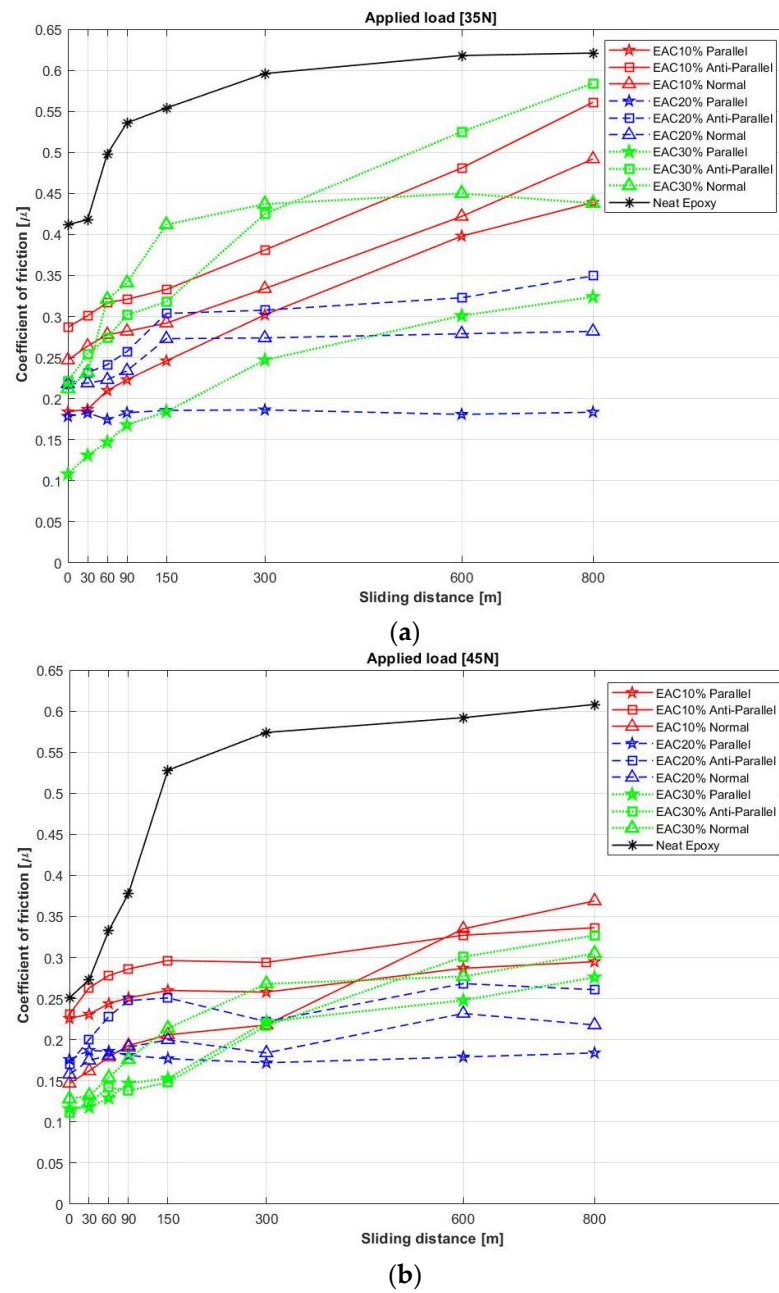 Applied load [35N]
0.65
0.6
0.55
0.5
0.45
0.4
0.35
0.3
0.25
0.2
0.15
0.1
0.05
0
Coefficient of friction [μ]
EAC10% Parallel
EAC10% Anti-Parallel
EAC10% Normal
EAC20% Parallel
EAC20% Anti-Parallel
EAC20% Normal
EAC30% Parallel
EAC30% Anti-Parallel
EAC30% Normal
Neat Epoxy
0 30 60 90 150 300 600 800
Sliding distance [m]
(a)
Applied load [45N]
0.65
0.6
0.55
0.5
0.45
0.4
0.35
0.3
0.25
0.2
0.15
0.1
0.05
0
Coefficient of friction [μ]
EAC10% Parallel
EAC10% Anti-Parallel
EAC10% Normal
EAC20% Parallel
EAC20% Anti-Parallel
EAC20% Normal
EAC30% Parallel
EAC30% Anti-Parallel
EAC30% Normal
Neat Epoxy
0 30 60 90 150 300 600 800
Sliding distance [m]
(b)